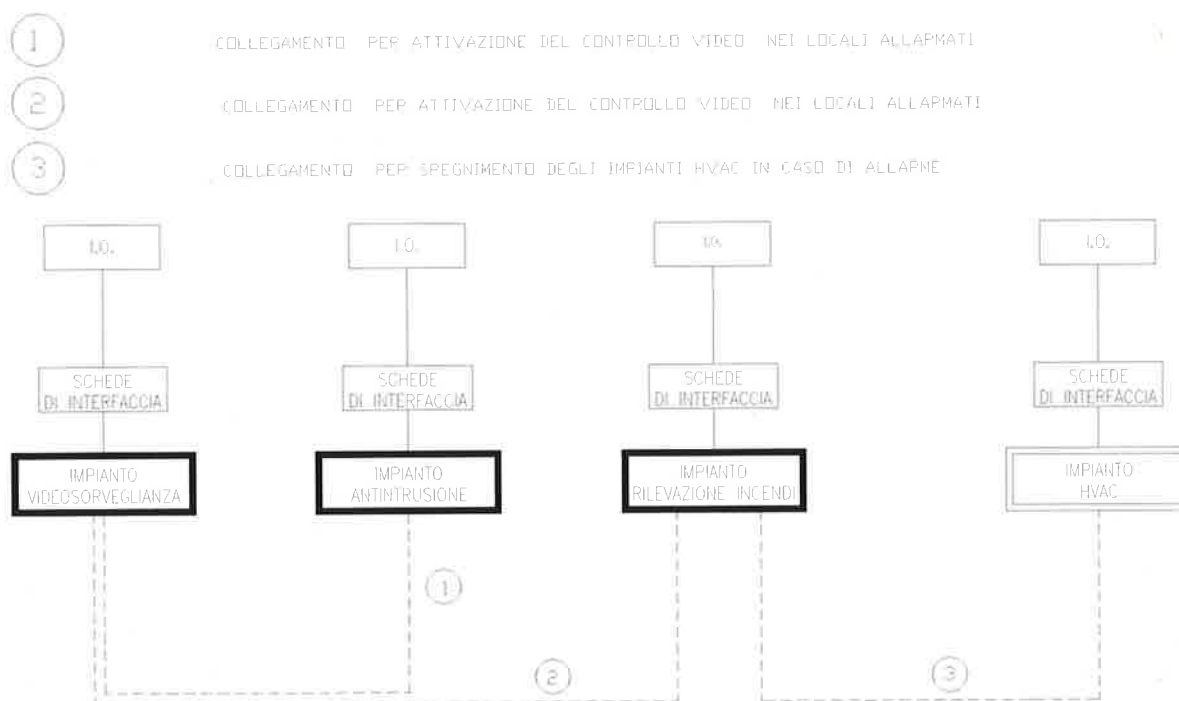 1
COLLEGAMENTO PER ATTIVAZIONE DEL CONTROLLO VIDEO NEI LOCALI ALLARMATI
2
COLLEGAMENTO PER ATTIVAZIONE DEL CONTROLLO VIDEO NEI LOCALI ALLARMATI
3
COLLEGAMENTO PER SPEGNIMENTO DEGLI IMPIANTI HVAC IN CASO DI ALLARME
I.O.
I.O.
I.O.
I.O.
SCHEDE
DI INTERFACCIA
SCHEDE
DI INTERFACCIA
SCHEDE
DI INTERFACCIA
SCHEDE
DI INTERFACCIA
IMPIANTO
VIDEOSORVEGLIANZA
IMPIANTO
ANTINTRUSIONE
IMPIANTO
RILEVAZIONE INCENDI
IMPIANTO
HVAC
1
2
3